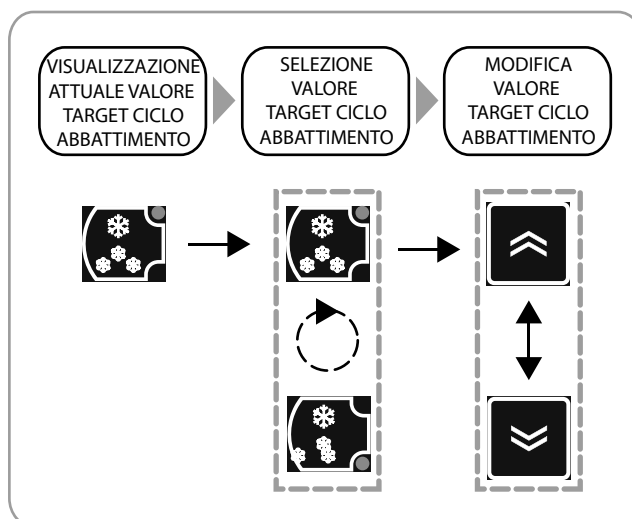 VISUALIZZAZIONE
ATTUALE VALORE
TARGET CICLO
ABBATTIMENTO
SELEZIONE
VALORE
TARGET CICLO
ABBATTIMENTO
MODIFICA
VALORE
TARGET CICLO
ABBATTIMENTO